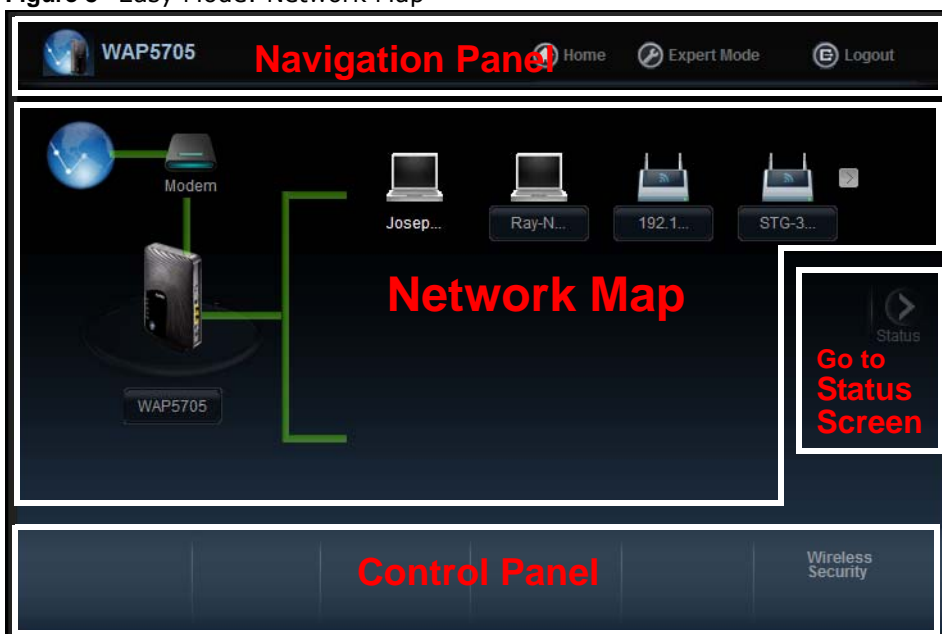 Figure 8 Easy Mode: Network Map
WAP5705
Navigation Panel
Home
Expert Mode
Logout
Modem
Josep...
Ray-N...
192.1...
STG-3...
Network Map
WAP5705
Status
Go to
Status
Screen
Control Panel
Wireless
Security